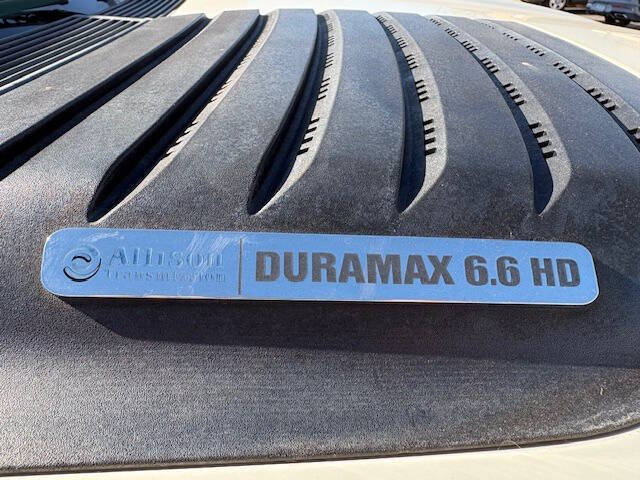 Allison
Transmission
DURAMAX 6.6 HD